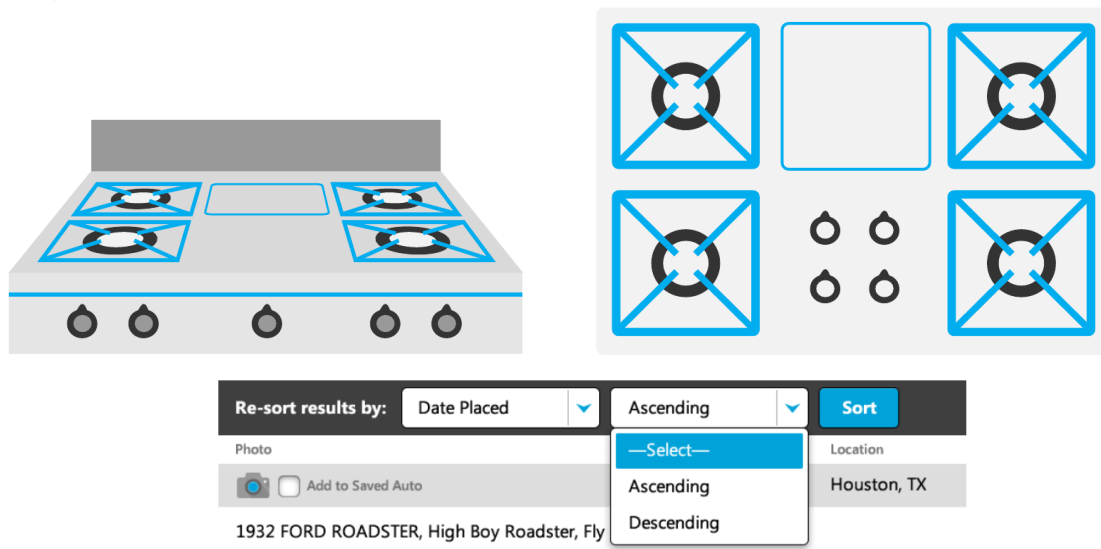 Re-sort results by: Date Placed Ascending Sort
Photo —Select— Location
Add to Saved Auto Ascending Houston, TX
1932 FORD ROADSTER, High Boy Roadster, Fly Descending